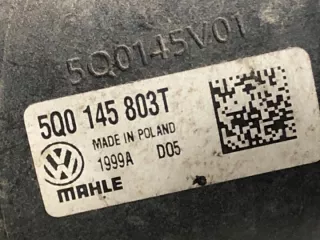 5Q0145V01
5Q0 145 803T
MADE IN POLAND
1999A D05
MAHLE